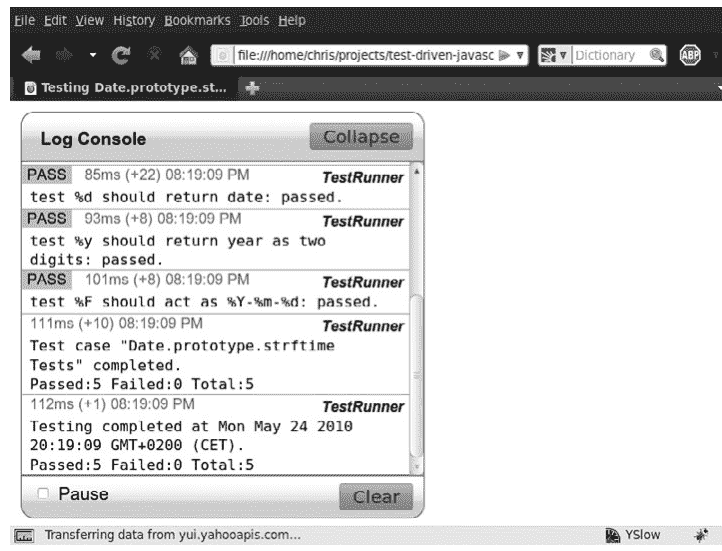 File Edit View History Bookmarks Tools Help
file:///home/chris/projects/test-driven-javasc
Dictionary
ABP
Testing Date.prototype.st...
Log Console
Collapse
PASS 85ms (+22) 08:19:09 PM TestRunner
test %d should return date: passed.
PASS 93ms (+8) 08:19:09 PM TestRunner
test %y should return year as two
digits: passed.
PASS 101ms (+8) 08:19:09 PM TestRunner
test %F should act as %Y-%m-%d: passed.
111ms (+10) 08:19:09 PM TestRunner
Test case "Date.prototype.strftime
Tests" completed.
Passed:5 Failed:0 Total:5
112ms (+1) 08:19:09 PM TestRunner
Testing completed at Mon May 24 2010
20:19:09 GMT+0200 (CET).
Passed:5 Failed:0 Total:5
Pause
Clear
Transferring data from yui.yahooapis.com...
YSlow